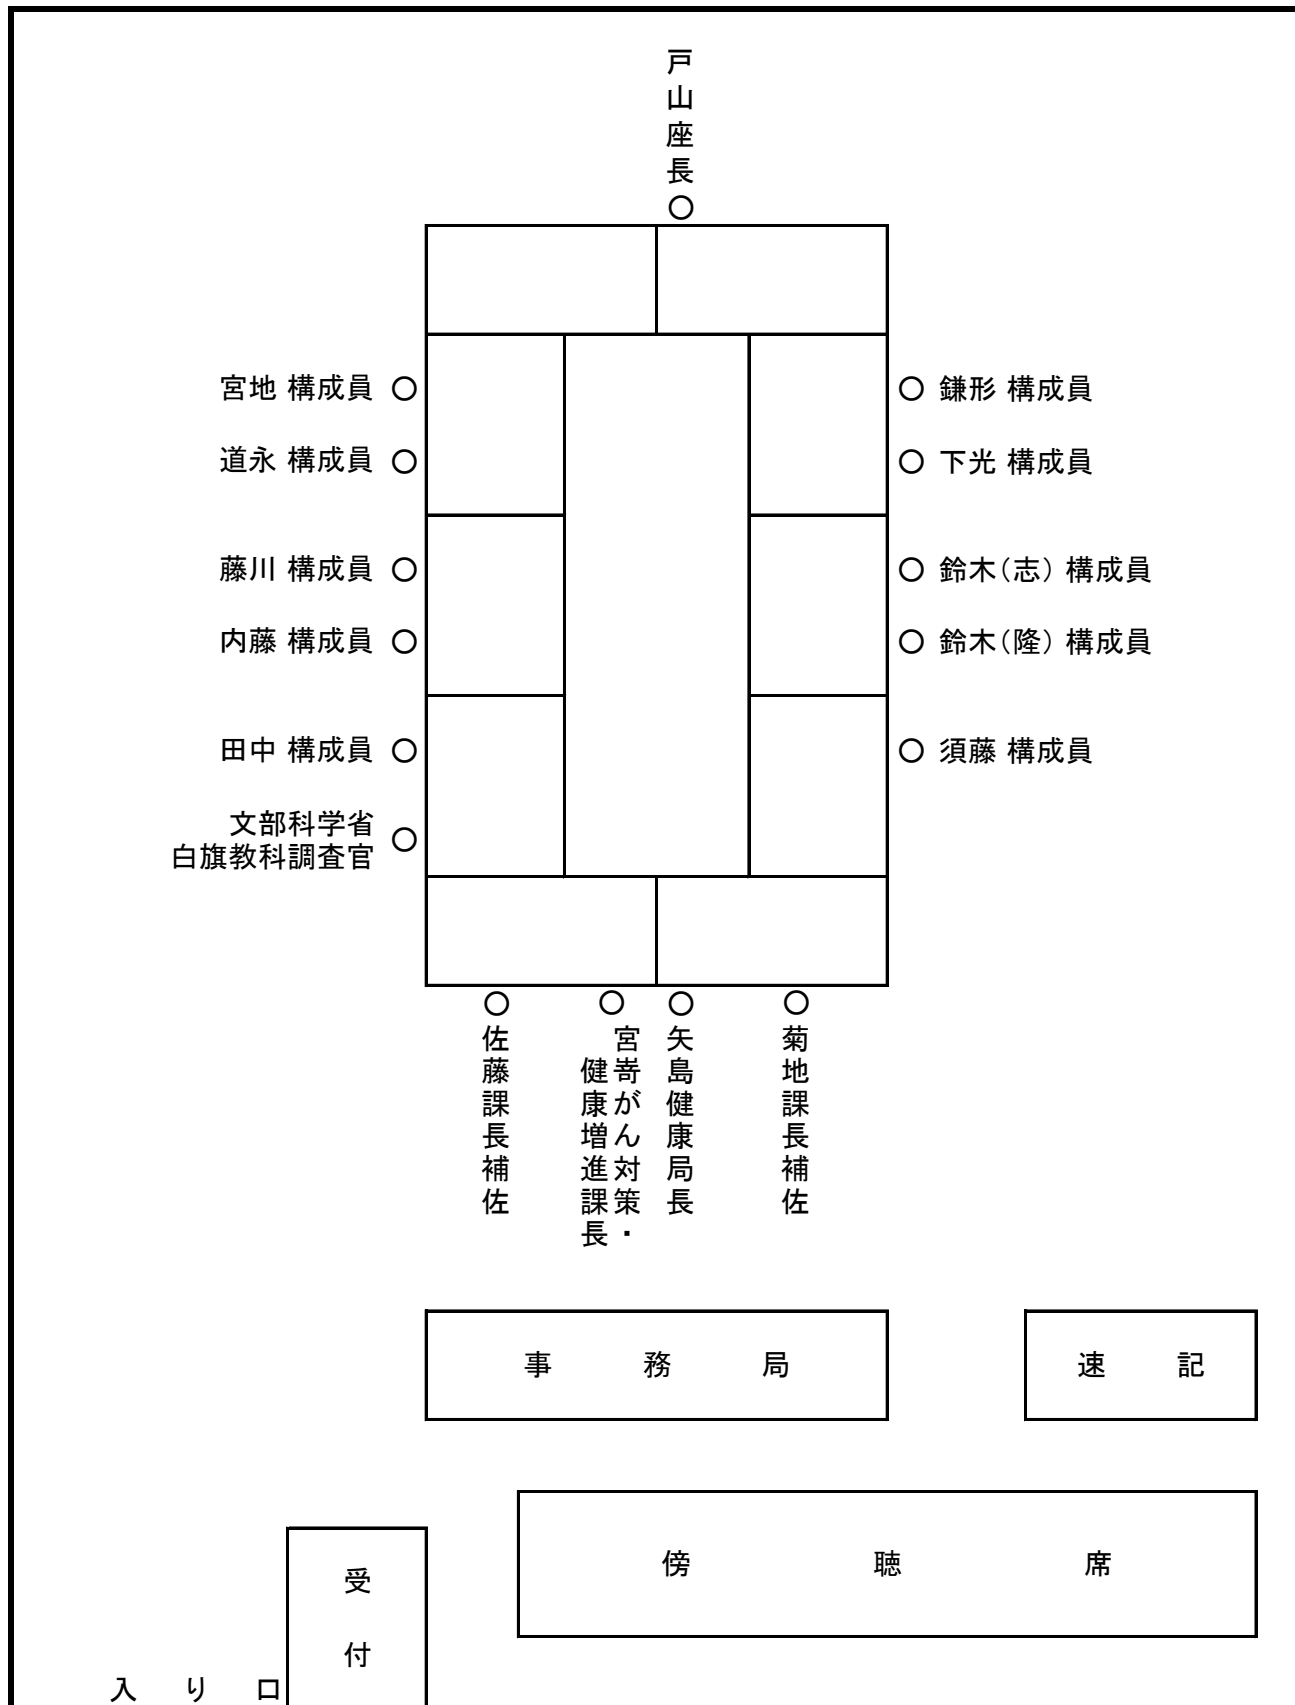 戸山座長
○
宮地 構成員 ○
○ 鎌形 構成員
道永 構成員 ○
○ 下光 構成員
藤川 構成員 ○
○ 鈴木(志) 構成員
内藤 構成員 ○
○ 鈴木(隆) 構成員
田中 構成員 ○
○ 須藤 構成員
文部科学省
白旗教科調査官
○
○ ○ ○ ○
佐藤課長補佐
宮嵜がん対策・
健康増進課長
矢島健康局長
菊地課長補佐
事 務 局
速 記
傍 聴 席
受付
入 り 口